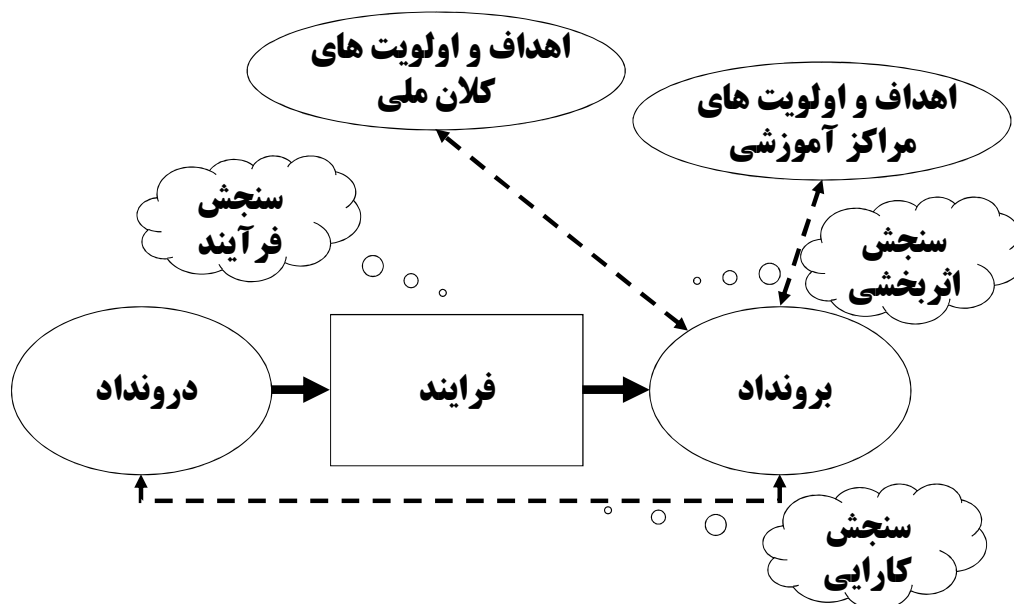 اهداف و اولویت های
کلان ملی
اهداف و اولویت های
مراکز آموزشی
سنجش
فرآیند
سنجش
اثربخشی
درونداد
فرایند
برونداد
سنجش
کارایی